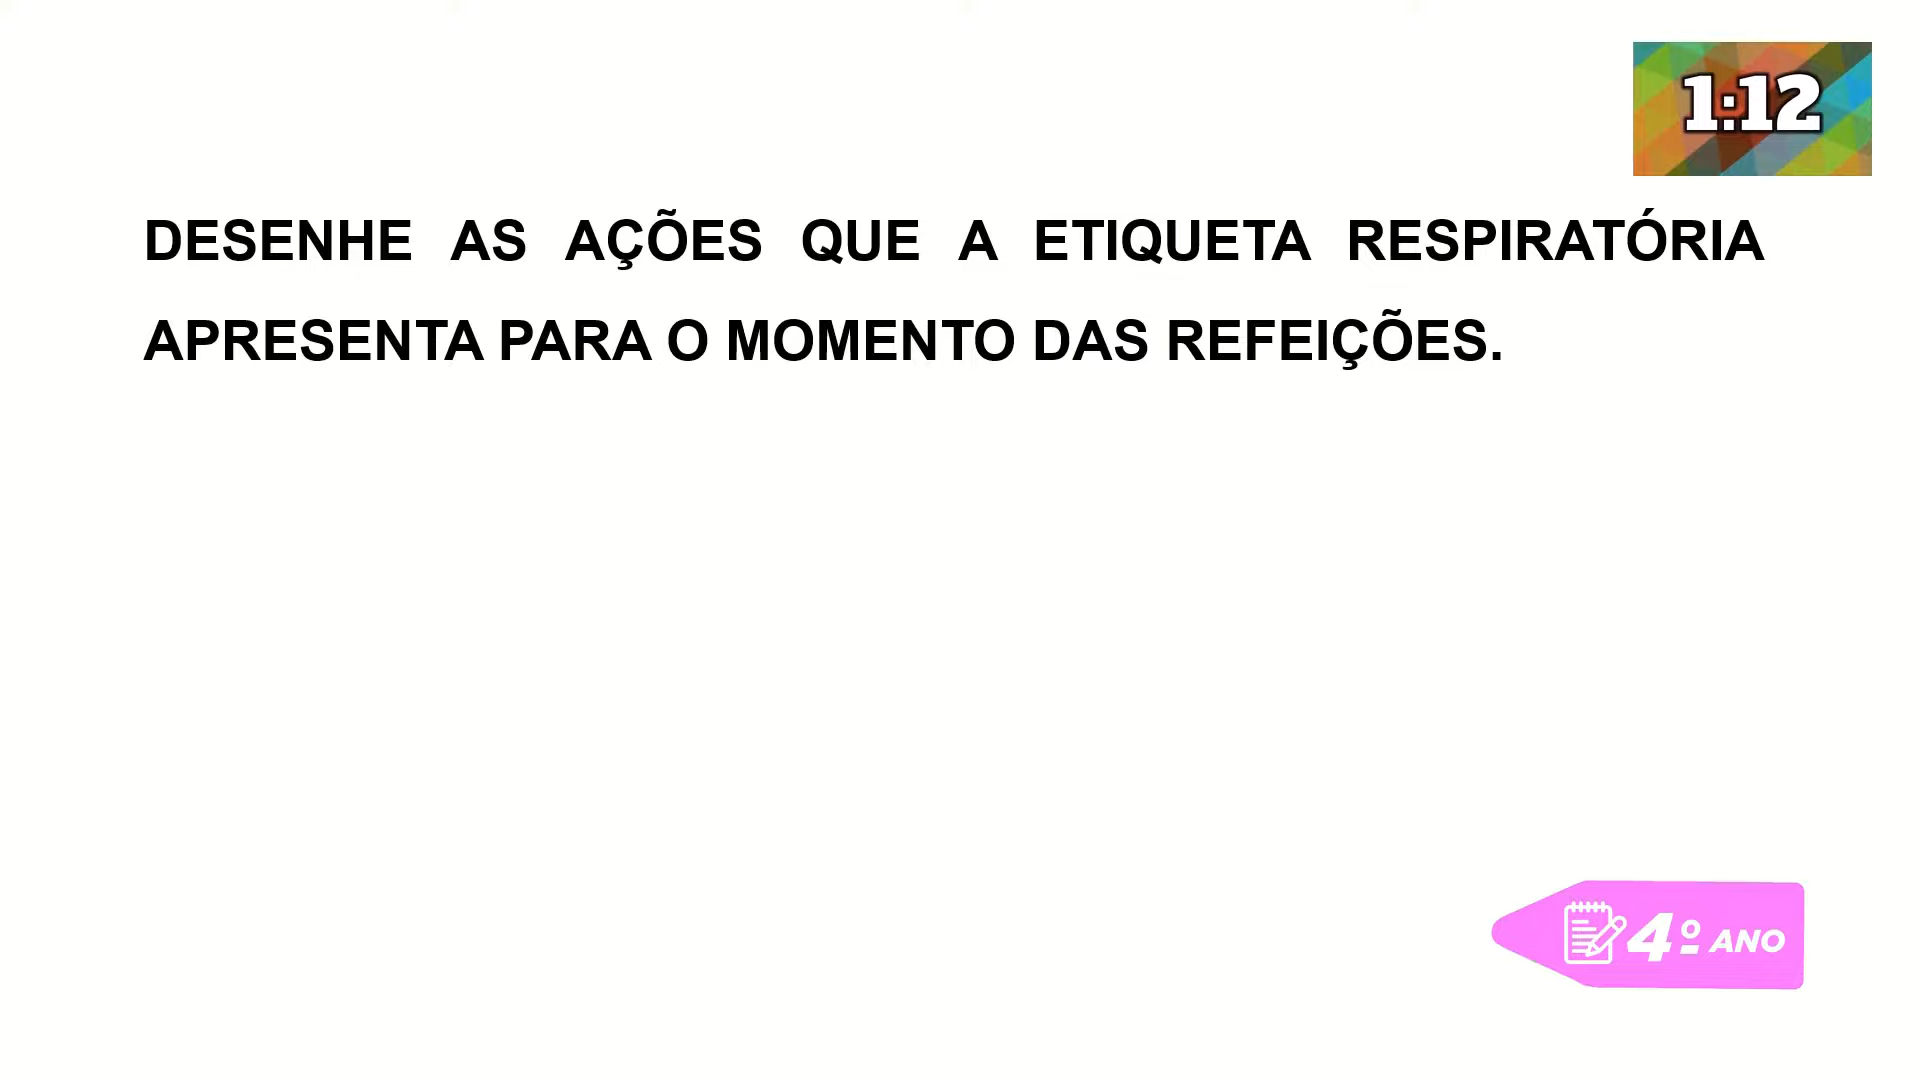 1:12
DESENHE AS AÇÕES QUE A ETIQUETA RESPIRATÓRIA
APRESENTA PARA O MOMENTO DAS REFEIÇÕES.
4º ANO